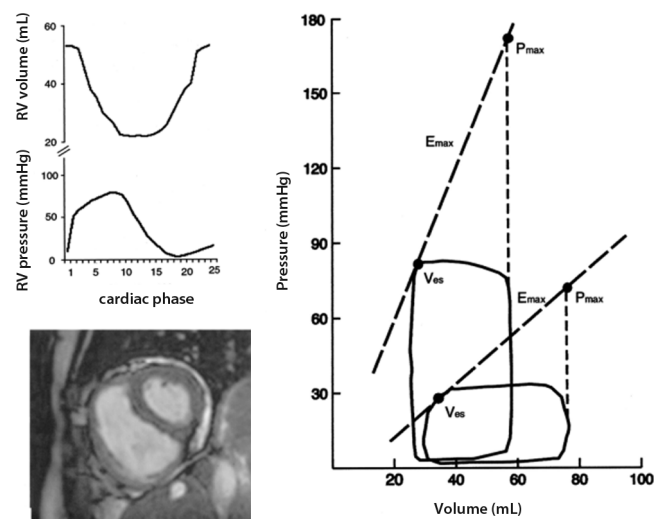 RV volume (mL)
60
40
20
RV pressure (mmHg)
100
50
0
1 5 10 15 20 25
cardiac phase
Pressure (mmHg)
180
150
120
90
60
30
20 40 60 80 100
Volume (mL)
Pmax
Emax
Ves
Emax
Pmax
Ves